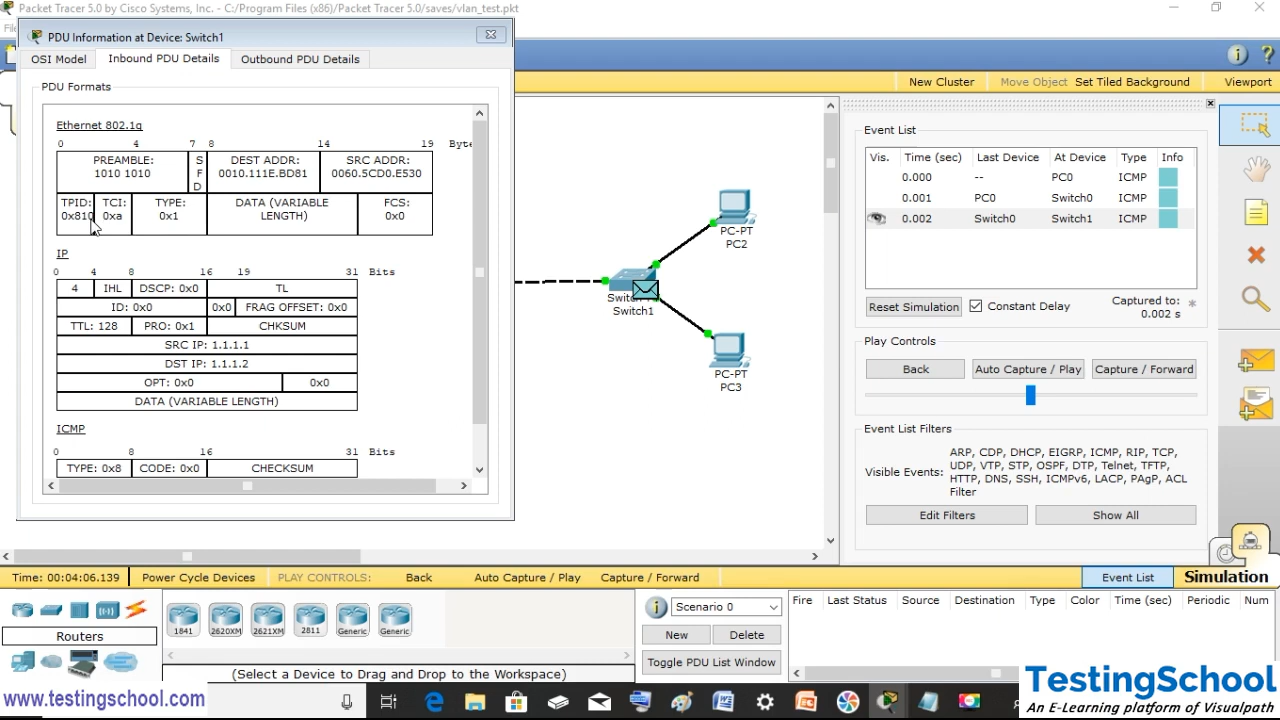 Packet Tracer 5.0 by Cisco Systems, Inc. - C:/Program Files (x86)/Packet Tracer 5.0/saves/vlan_test.pkt
PDU Information at Device: Switch1
OSI Model
Inbound PDU Details
Outbound PDU Details
PDU Formats
Ethernet 802.1q
0 4 7 8 14 19 Byte
PREAMBLE:
1010 1010
S
F
D
DEST ADDR:
0010.111E.BD81
SRC ADDR:
0060.5CD0.E530
TPID:
0x810
TCI:
0xa
TYPE:
0x1
DATA (VARIABLE
LENGTH)
FCS:
0x0
IP
0 4 8 16 19 31 Bits
4 IHL DSCP: 0x0 TL
ID: 0x0 0x0 FRAG OFFSET: 0x0
TTL: 128 PRO: 0x1 CHKSUM
SRC IP: 1.1.1.1
DST IP: 1.1.1.2
OPT: 0x0 0x0
DATA (VARIABLE LENGTH)
ICMP
0 8 16 31 Bits
TYPE: 0x8 CODE: 0x0 CHECKSUM
New Cluster
Move Object
Set Tiled Background
Viewport
PC-PT
PC2
Switch1
PC-PT
PC3
Event List
Vis. Time (sec) Last Device At Device Type Info
0.000 -- PC0 ICMP
0.001 PC0 Switch0 ICMP
0.002 Switch0 Switch1 ICMP
Reset Simulation
Constant Delay
Captured to:
0.002 s
*
Play Controls
Back
Auto Capture / Play
Capture / Forward
Event List Filters
Visible Events:
ARP, CDP, DHCP, EIGRP, ICMP, RIP, TCP,
UDP, VTP, STP, OSPF, DTP, Telnet, TFTP,
HTTP, DNS, SSH, ICMPv6, LACP, PAgP, ACL
Filter
Edit Filters
Show All
Time: 00:04:06.139
Power Cycle Devices
PLAY CONTROLS:
Back
Auto Capture / Play
Capture / Forward
Event List
Simulation
Routers
1841
2620XM
2621XM
2811
Generic
Generic
(Select a Device to Drag and Drop to the Workspace)
Scenario 0
New
Delete
Toggle PDU List Window
Fire Last Status Source Destination Type Color Time (sec) Periodic Num
www.testingschool.com
TestingSchool
An E-Learning platform of Visualpath